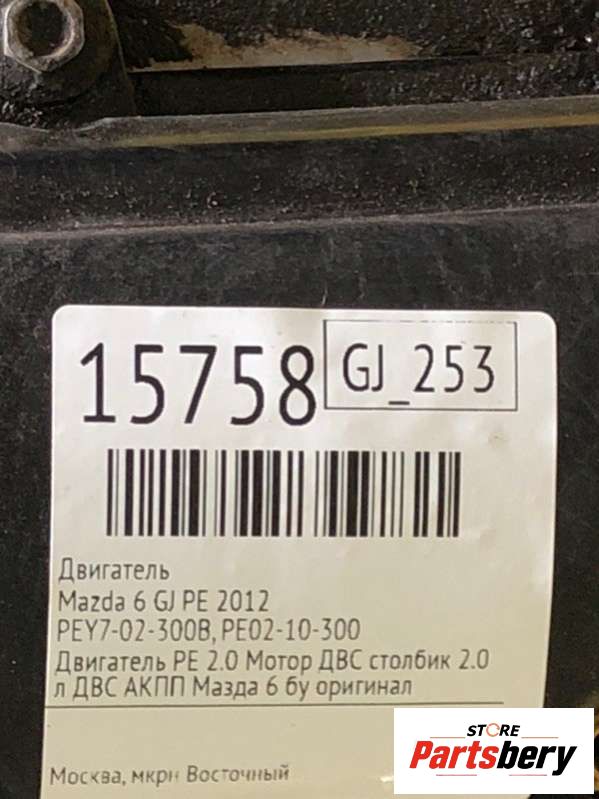 15758
GJ_253
Двигатель
Mazda 6 GJ PE 2012
PEY7-02-300B, PE02-10-300
Двигатель PE 2.0 Мотор ДВС столбик 2.0
л ДВС АКПП Мазда 6 бу оригинал
Москва, мкрн Восточный
STORE
Partsbery